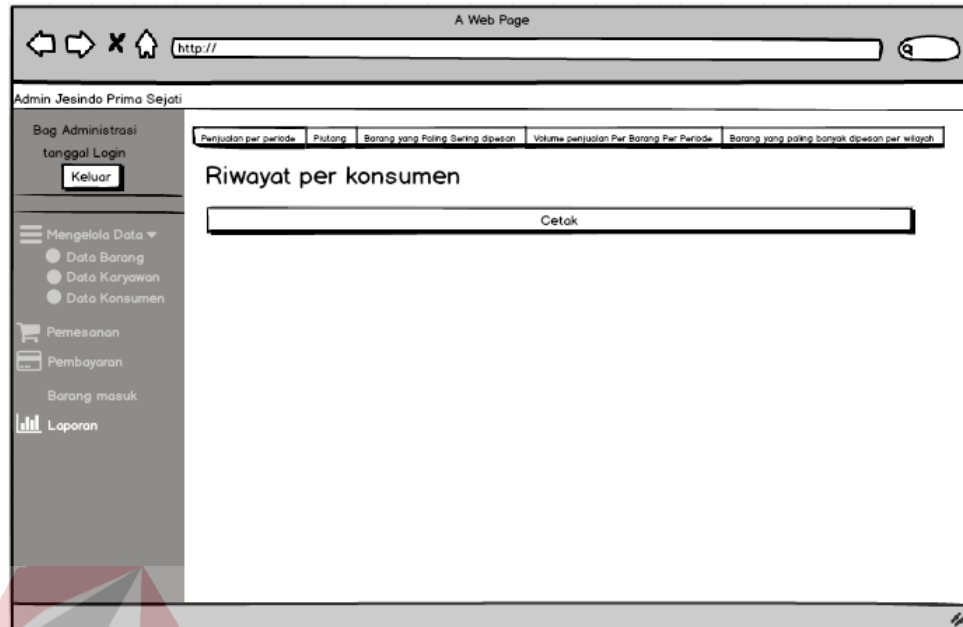 A Web Page
http://
Admin Jesindo Prima Sejati
Bag Administrasi
tanggal Login
Keluar
Mengelola Data
Data Barang
Data Karyawan
Data Konsumen
Pemesanan
Pembayaran
Barang masuk
Laporan
Penjualan per periode Piutang Barang yang Paling Sering dipesan Volume penjualan Per Barang Per Periode Barang yang paling banyak dipesan per wilayah
Riwayat per konsumen
Cetak